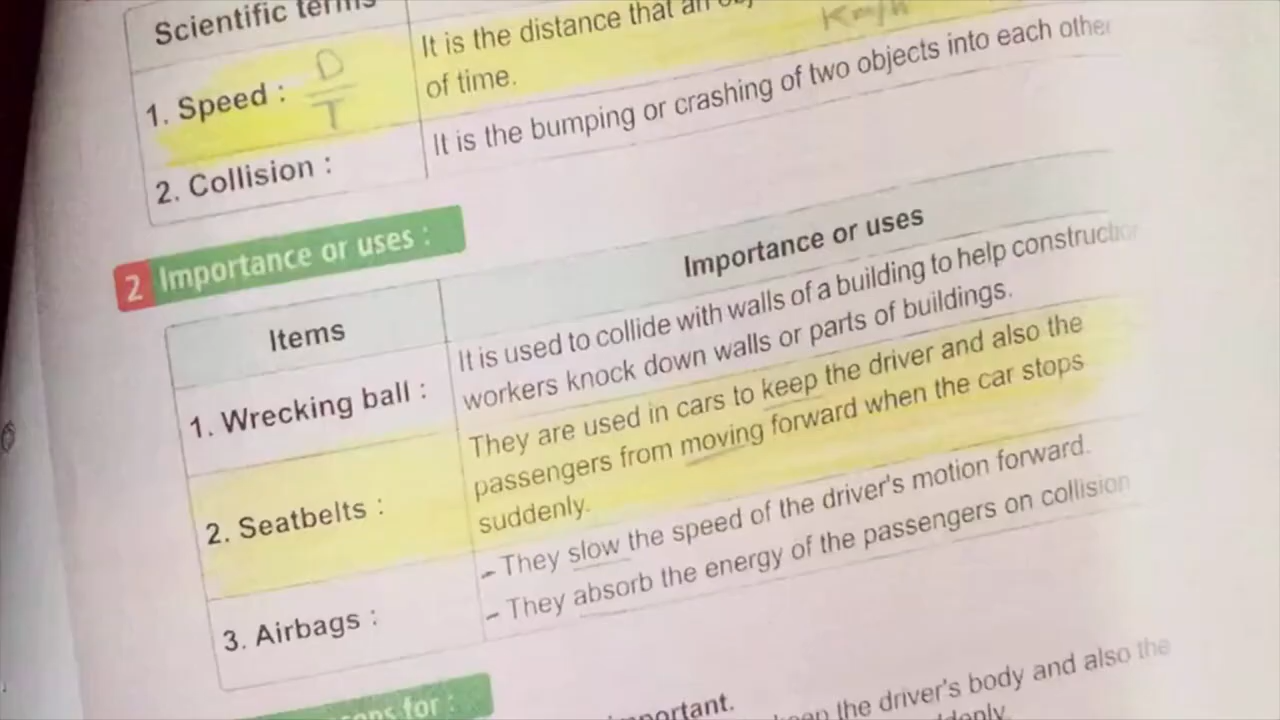 Scientific terms
1. Speed : D
T
It is the distance that an
Km/h
of time.
2. Collision :
It is the bumping or crashing of two objects into each other
2 Importance or uses :
Items
Importance or uses
1. Wrecking ball :
It is used to collide with walls of a building to help
workers knock down walls or parts of buildings.
2. Seatbelts :
They are used in cars to keep the driver and also the
passengers from moving forward when the car stops
suddenly.
3. Airbags :
– They slow the speed of the driver's motion forward.
– They absorb the energy of the passengers on collision
for :
the driver's body and also the